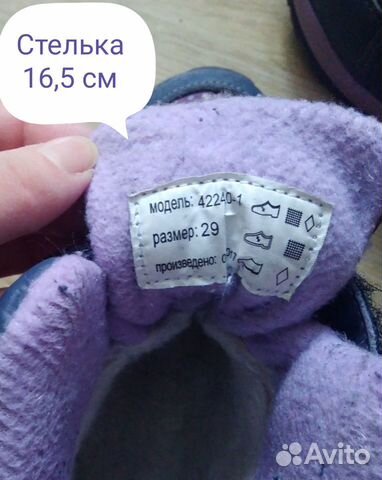 Стелька
16,5 см
модель: 42240-1
размер: 29
произведено:
Avito